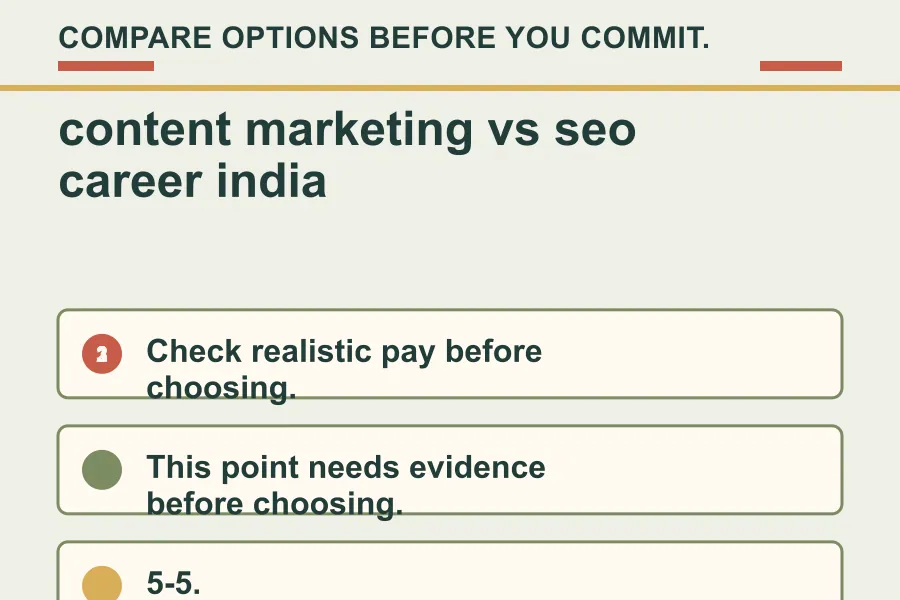 COMPARE OPTIONS BEFORE YOU COMMIT.
content marketing vs seo
career india
Check realistic pay before
choosing.
This point needs evidence
before choosing.
5-5.